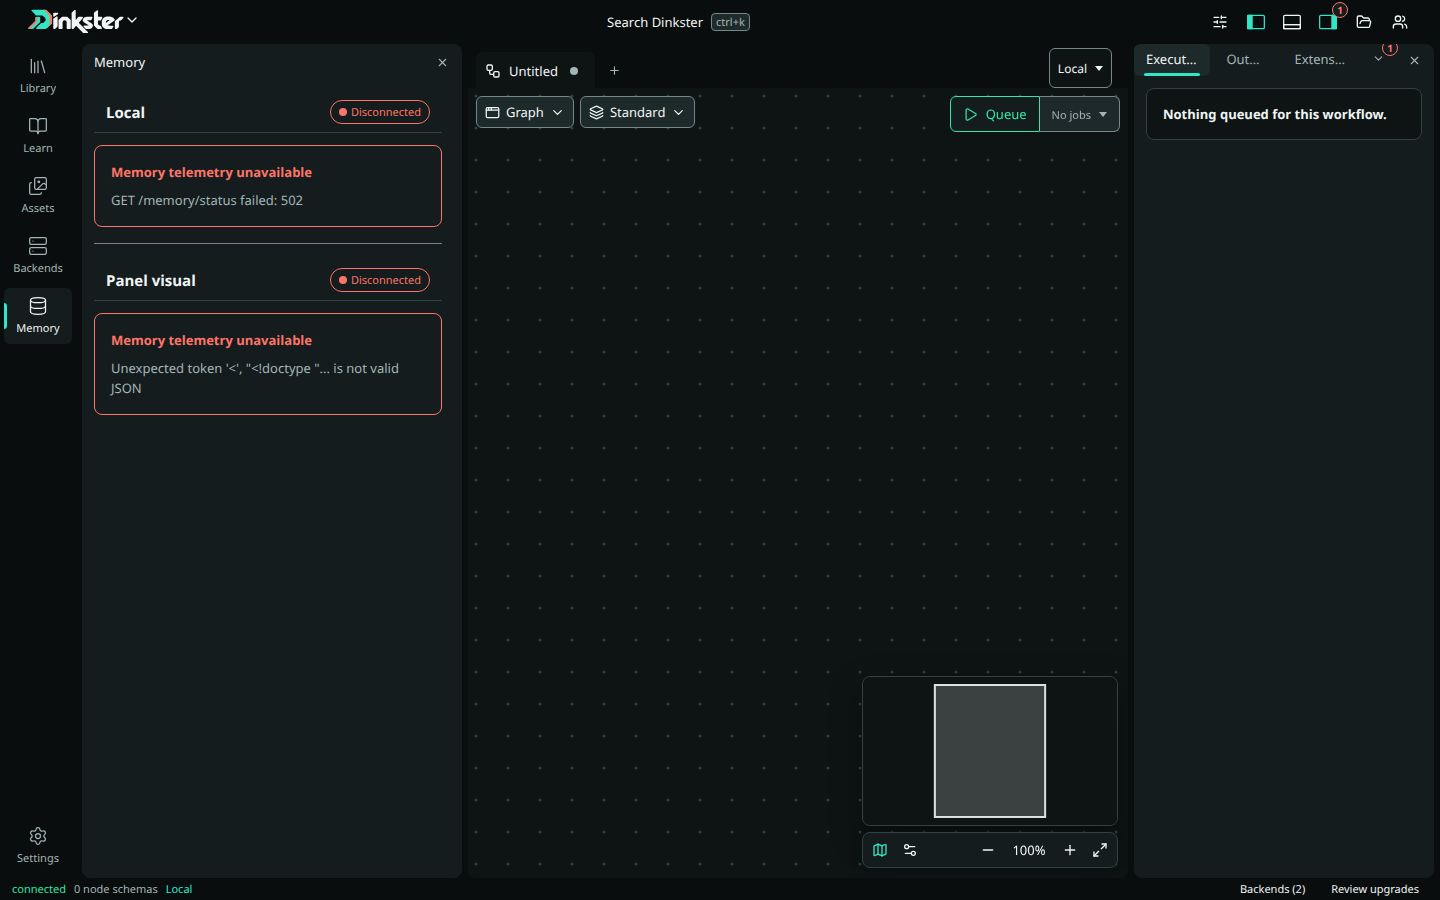 Dinkster
Search Dinkster ctrl+k
1
Library
Learn
Assets
Backends
Memory
Settings
Memory
Local
Disconnected
Memory telemetry unavailable
GET /memory/status failed: 502
Panel visual
Disconnected
Memory telemetry unavailable
Unexpected token '<', "<!doctype "... is not valid
JSON
Untitled
Local
Graph
Standard
Queue
No jobs
100%
Execut...
Out...
Extens...
1
Nothing queued for this workflow.
connected 0 node schemas Local
Backends (2) Review upgrades